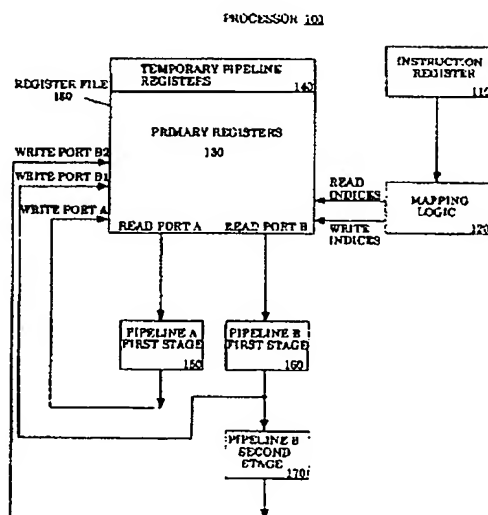 PROCESSOR 101
TEMPORARY PIPELINE
REGISTERS
140
REGISTER FILE
180
PRIMARY REGISTERS
130
INSTRUCTION
REGISTER
110
WRITE PORT B2
WRITE PORT B1
WRITE PORT A
READ PORT A
READ PORT B
READ
INDICES
WRITE
INDICES
MAPPING
LOGIC
120
PIPELINE A
FIRST STAGE
150
PIPELINE B
FIRST STAGE
160
PIPELINE B
SECOND
STAGE
170